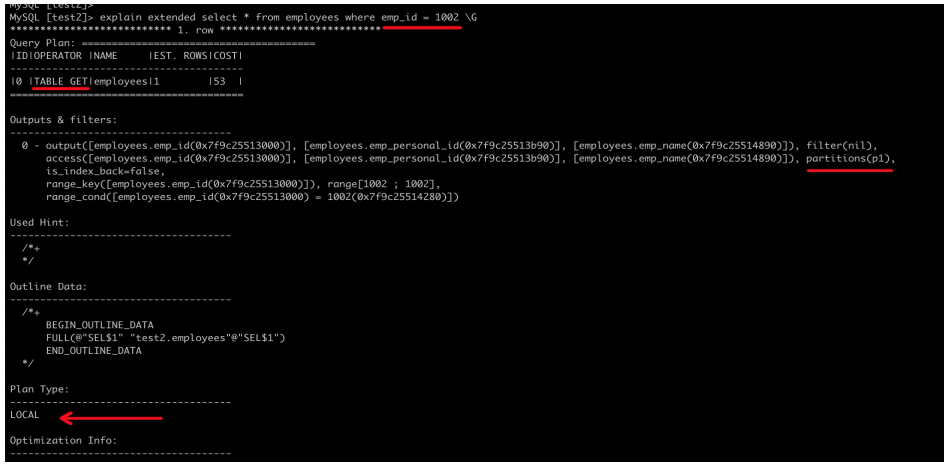 MySQL [test2]>
MySQL [test2]> explain extended select * from employees where emp_id = 1002 \G
*************************** 1. row ***************************
Query Plan: =======================================
|ID|OPERATOR |NAME     |EST. ROWS|COST|
---------------------------------------
|0 |TABLE GET|employees|1        |53  |
=======================================
Outputs & filters:
-------------------------------------
  0 - output([employees.emp_id(0x7f9c25513000)], [employees.emp_personal_id(0x7f9c25513b90)], [employees.emp_name(0x7f9c25514890)]), filter(nil),
      access([employees.emp_id(0x7f9c25513000)], [employees.emp_personal_id(0x7f9c25513b90)], [employees.emp_name(0x7f9c25514890)]), partitions(p1),
      is_index_back=false,
      range_key([employees.emp_id(0x7f9c25513000)]), range[1002 ; 1002],
      range_cond([employees.emp_id(0x7f9c25513000) = 1002(0x7f9c25514280)])
Used Hint:
-------------------------------------
  /*+
  */
Outline Data:
-------------------------------------
  /*+
      BEGIN_OUTLINE_DATA
      FULL(@"SEL$1" "test2.employees"@"SEL$1")
      END_OUTLINE_DATA
  */
Plan Type:
-------------------------------------
LOCAL
Optimization Info:
-------------------------------------